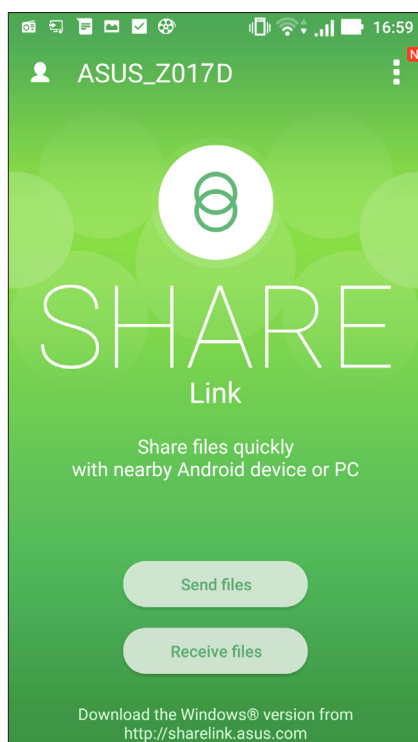 16:59
ASUS_Z017D
N
SHARE
Link
Share files quickly
with nearby Android device or PC
Send files
Receive files
Download the Windows® version from
http://sharelink.asus.com